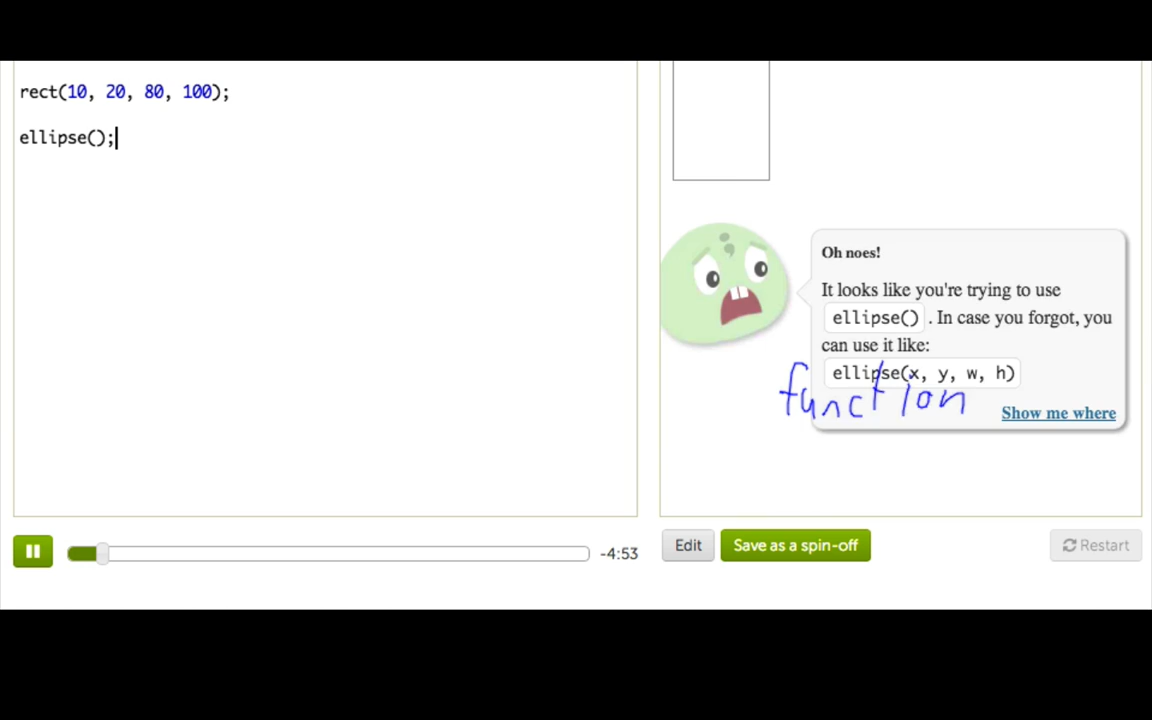 rect(10, 20, 80, 100);
ellipse();
Oh noes!
It looks like you're trying to use
ellipse() . In case you forgot, you
can use it like:
ellipse(x, y, w, h)
function
Show me where
-4:53
Edit
Save as a spin-off
Restart